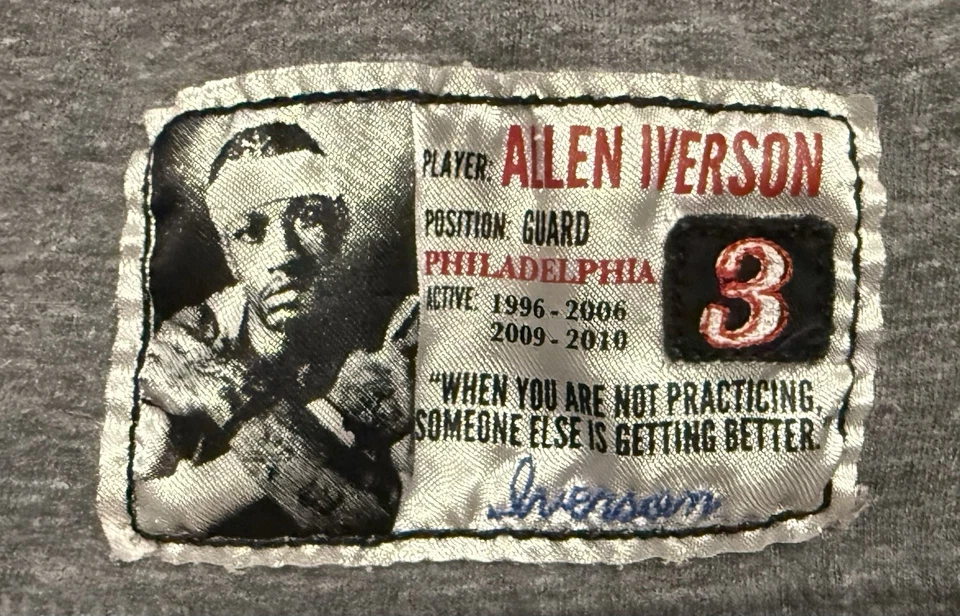 PLAYER: ALLEN IVERSON
POSITION: GUARD
PHILADELPHIA
3
ACTIVE: 1996 - 2006
2009 - 2010
“WHEN YOU ARE NOT PRACTICING,
SOMEONE ELSE IS GETTING BETTER.”
Iverson